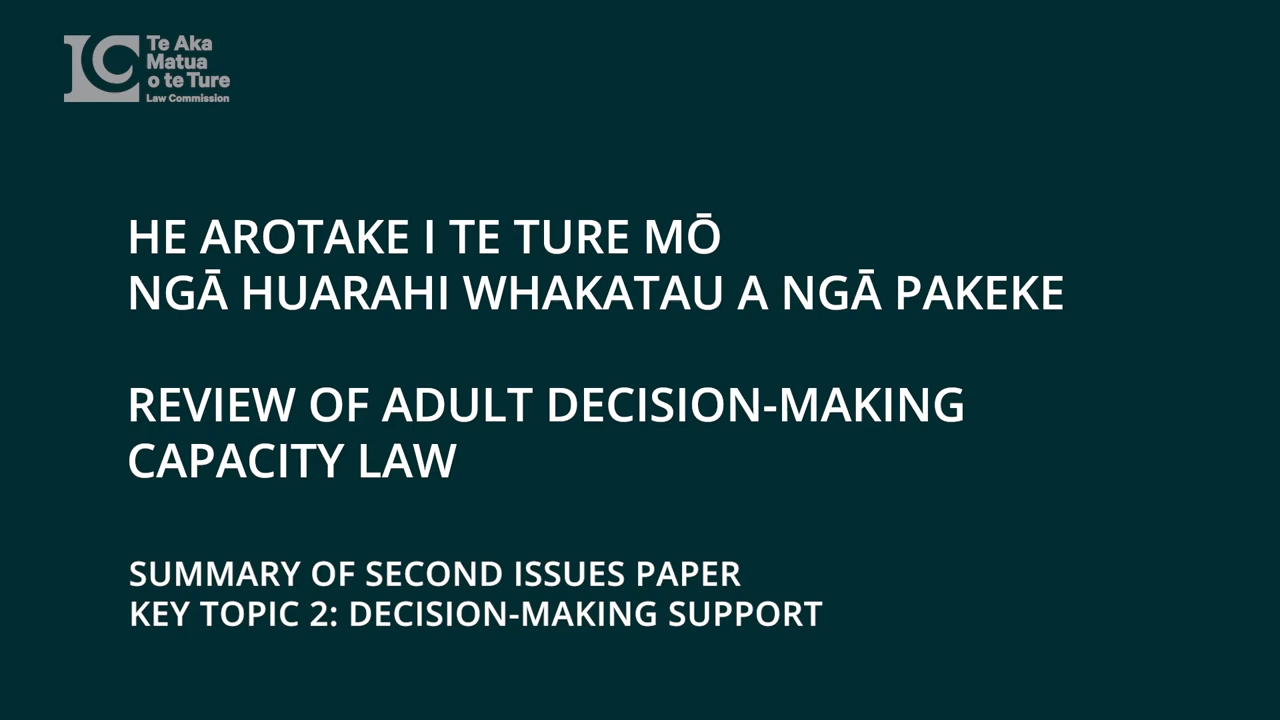 Te Aka
Matua
o te Ture
Law Commission
HE AROTAKE I TE TURE MŌ
NGĀ HUARAHI WHAKATAU A NGĀ PAKEKE
REVIEW OF ADULT DECISION-MAKING
CAPACITY LAW
SUMMARY OF SECOND ISSUES PAPER
KEY TOPIC 2: DECISION-MAKING SUPPORT